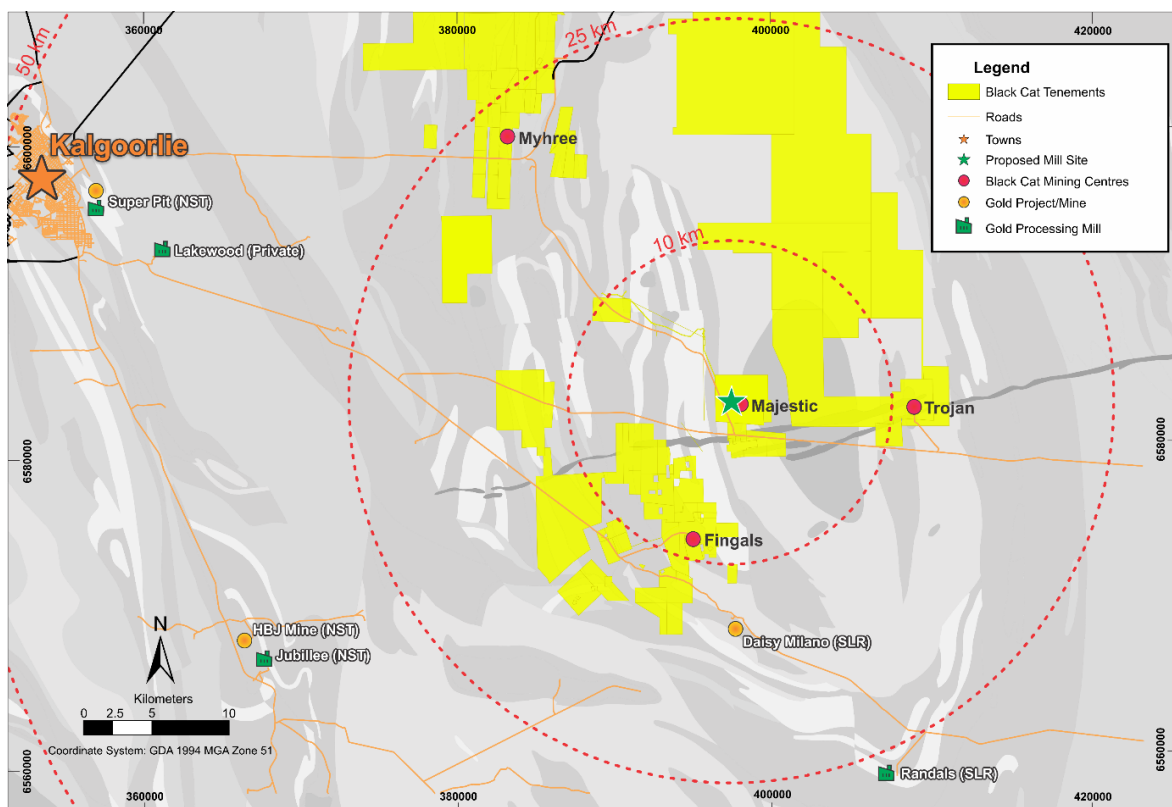 360000
380000
400000
420000
50 km
25 km
Legend
Black Cat Tenements
Roads
Towns
Proposed Mill Site
Black Cat Mining Centres
Gold Project/Mine
Gold Processing Mill
6600000
6600000
Kalgoorlie
Myhree
Super Pit (NST)
Lakewood (Private)
10 km
Majestic
Trojan
6580000
6580000
Fingals
HBJ Mine (NST)
Jubillee (NST)
Daisy Milano (SLR)
N
Kilometers
0 2.5 5 10
Coordinate System: GDA 1994 MGA Zone 51
Randals (SLR)
6560000
6560000
360000
380000
400000
420000